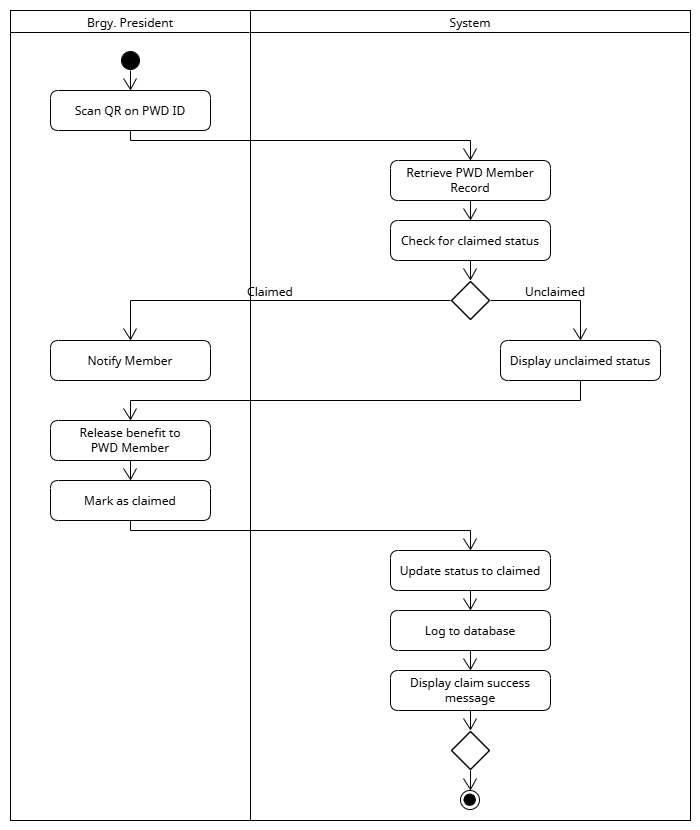 Brgy. President
System
Scan QR on PWD ID
Retrieve PWD Member
Record
Check for claimed status
Claimed
Unclaimed
Notify Member
Display unclaimed status
Release benefit to
PWD Member
Mark as claimed
Update status to claimed
Log to database
Display claim success
message